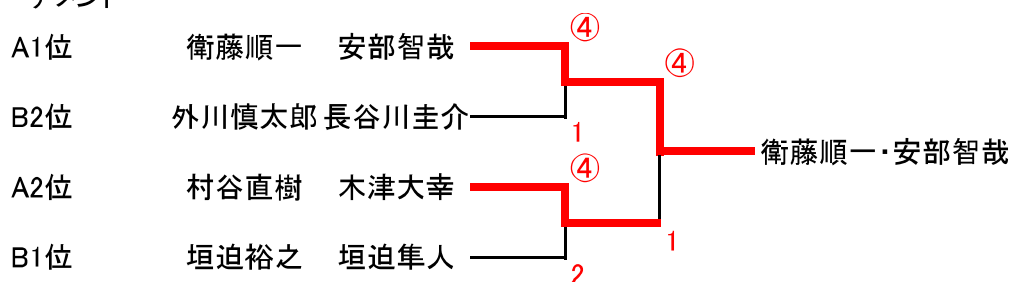 ④
A1位 衛藤順一 安部智哉
④
B2位 外川慎太郎 長谷川圭介
1
衛藤順一・安部智哉
④
A2位 村谷直樹 木津大幸
1
B1位 垣迫裕之 垣迫隼人
2